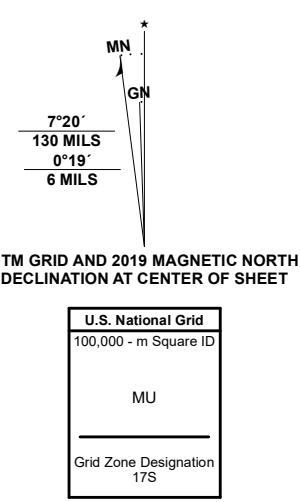 MN
GN
7°20´
130 MILS
0°19´
6 MILS
TM GRID AND 2019 MAGNETIC NORTH
DECLINATION AT CENTER OF SHEET
U.S. National Grid
100,000 - m Square ID
MU
Grid Zone Designation
17S